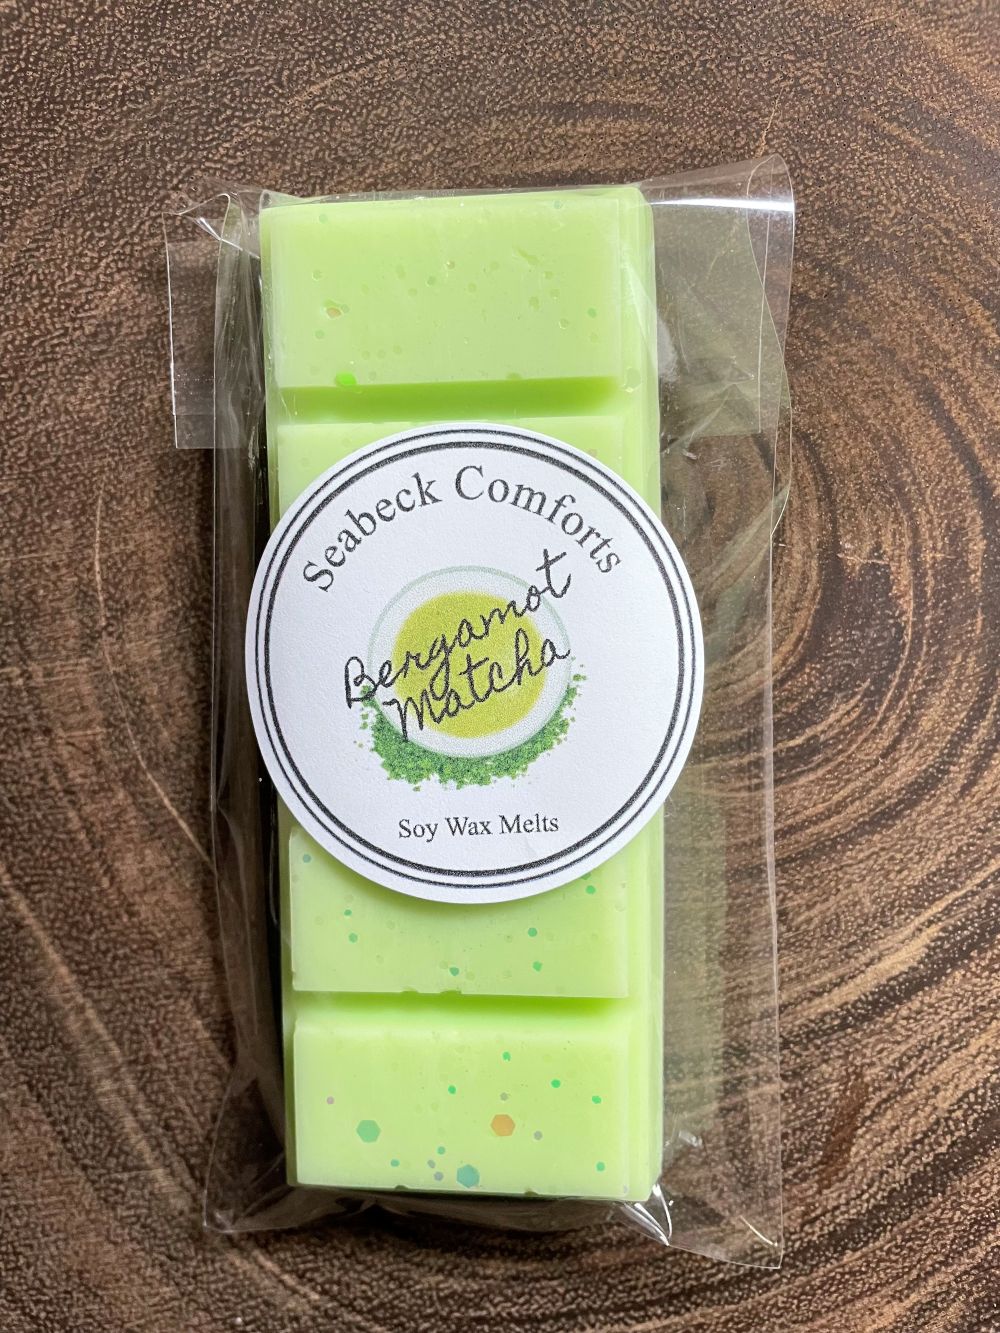 Seabeck Comforts
Bergamot
Matcha
Soy Wax Melts